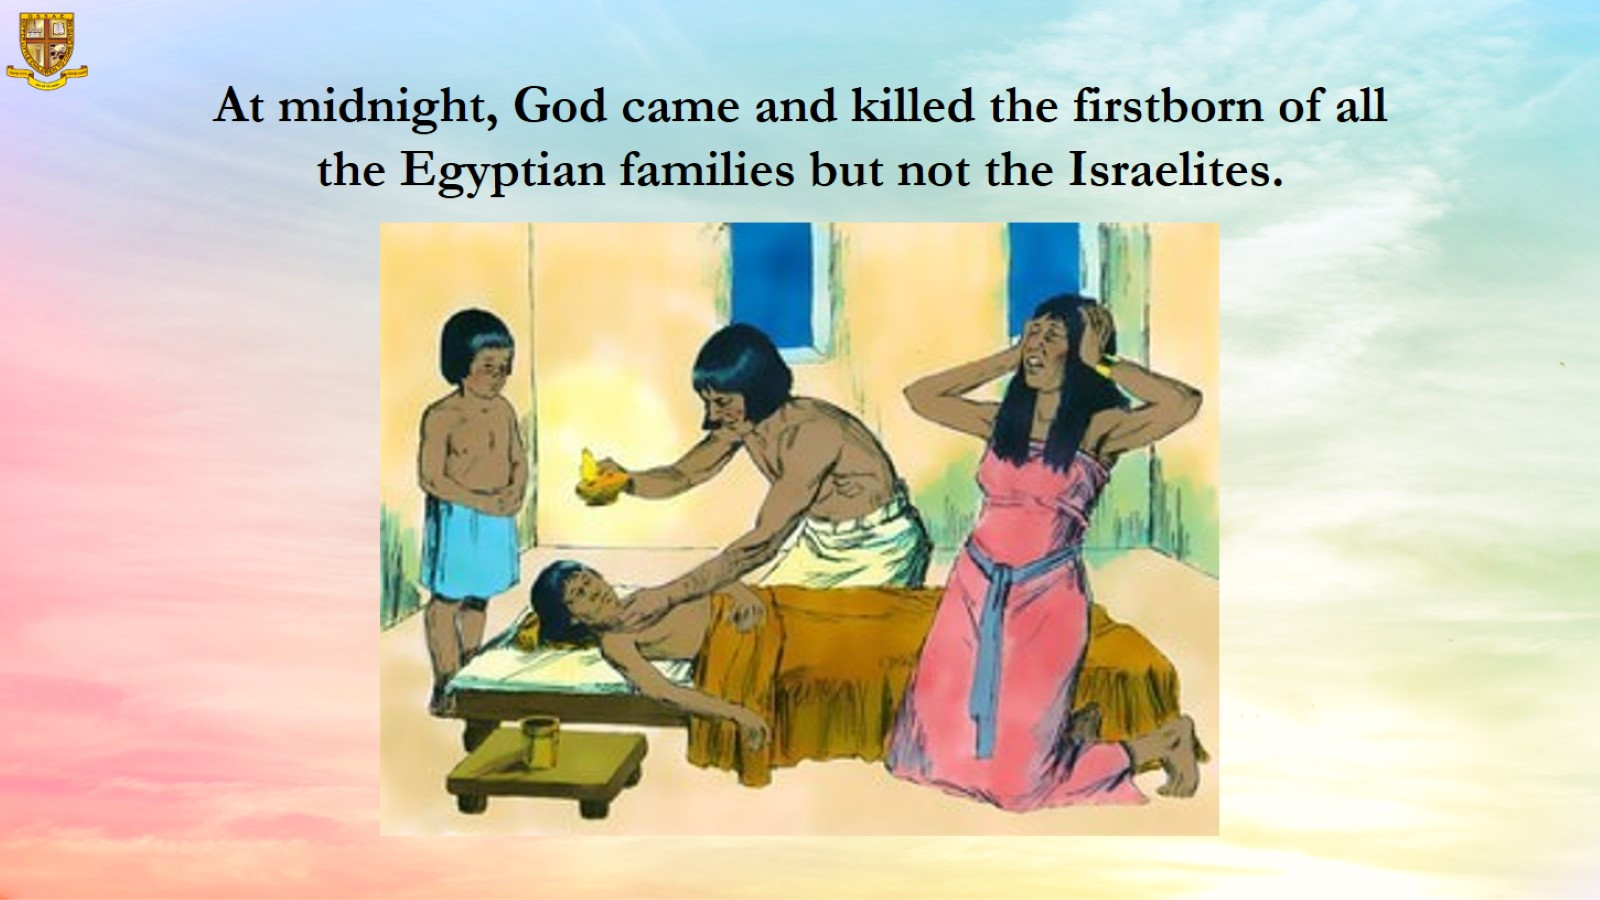 At midnight, God came and killed the firstborn of all
the Egyptian families but not the Israelites.